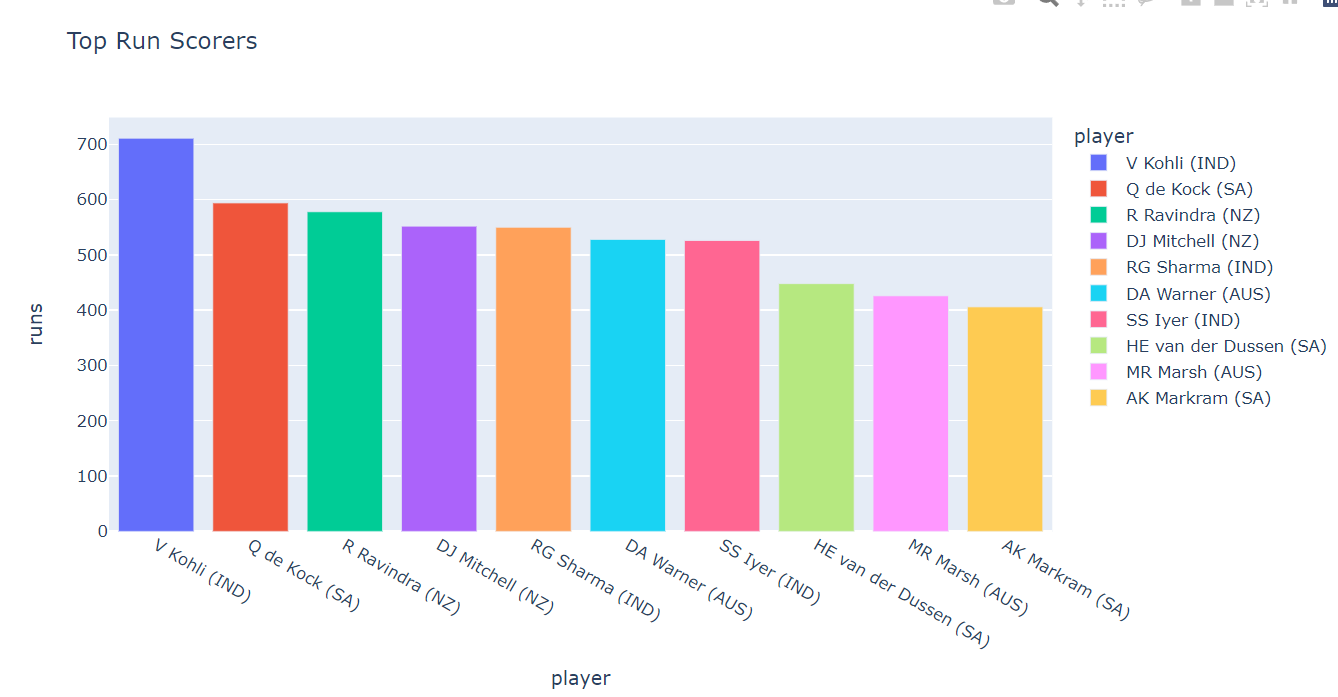 Top Run Scorers
runs
700
600
500
400
300
200
100
0
V Kohli (IND)
Q de Kock (SA)
R Ravindra (NZ)
DJ Mitchell (NZ)
RG Sharma (IND)
DA Warner (AUS)
SS Iyer (IND)
HE van der Dussen (SA)
MR Marsh (AUS)
AK Markram (SA)
player
player
V Kohli (IND)
Q de Kock (SA)
R Ravindra (NZ)
DJ Mitchell (NZ)
RG Sharma (IND)
DA Warner (AUS)
SS Iyer (IND)
HE van der Dussen (SA)
MR Marsh (AUS)
AK Markram (SA)